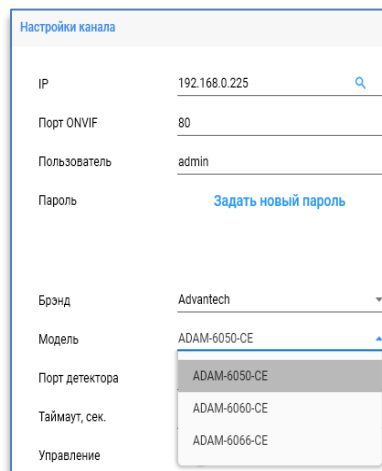 Настройки канала
IP 192.168.0.225
Порт ONVIF 80
Пользователь admin
Пароль Задать новый пароль
Брэнд Advantech
Модель ADAM-6050-CE
Порт детектора ADAM-6050-CE
Таймаут, сек. ADAM-6060-CE
ADAM-6066-CE
Управление